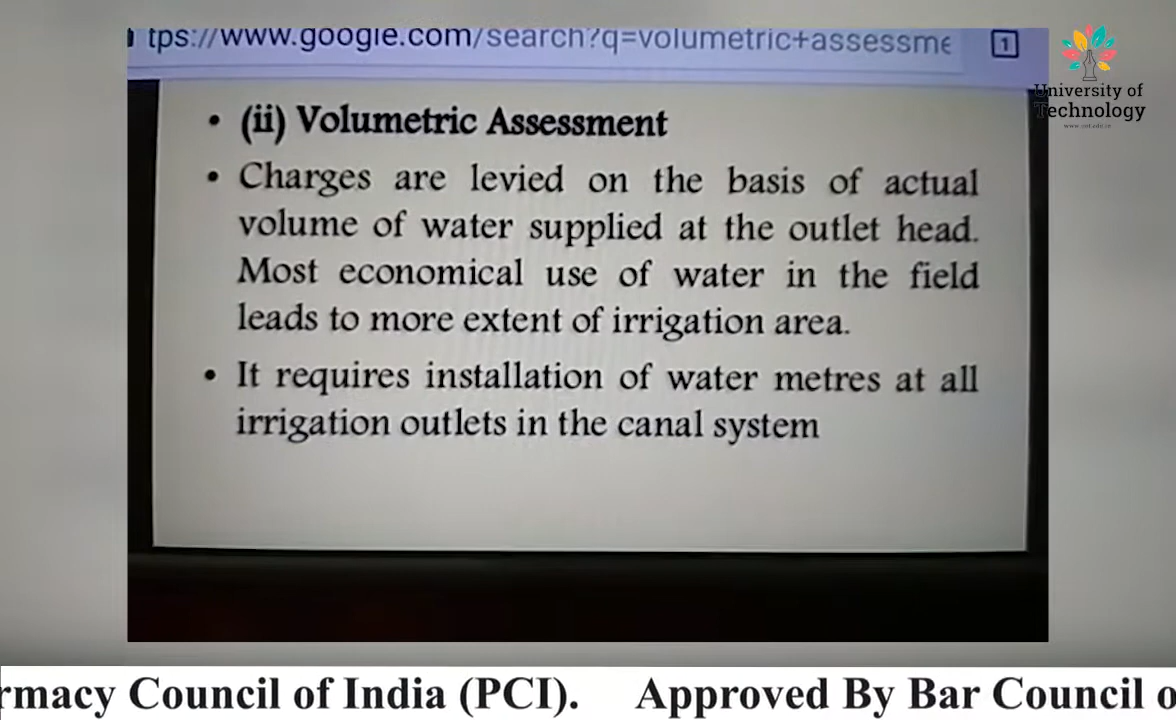 tps://www.google.com/search?q=volumetric+assessme
1
University of
Technology
• (ii) Volumetric Assessment
• Charges are levied on the basis of actual
volume of water supplied at the outlet head.
Most economical use of water in the field
leads to more extent of irrigation area.
• It requires installation of water metres at all
irrigation outlets in the canal system
rmacy Council of India (PCI). Approved By Bar Council o